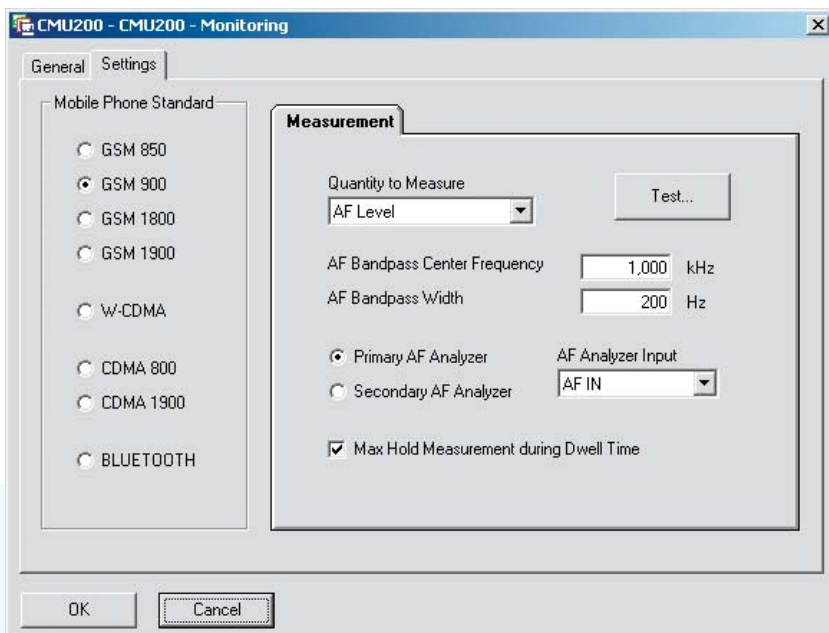 CMU200 - CMU200 - Monitoring
General Settings
Mobile Phone Standard
GSM 850
GSM 900
GSM 1800
GSM 1900
W-CDMA
CDMA 800
CDMA 1900
BLUETOOTH
Measurement
Quantity to Measure
AF Level
Test...
AF Bandpass Center Frequency 1,000 kHz
AF Bandpass Width 200 Hz
Primary AF Analyzer
Secondary AF Analyzer
AF Analyzer Input
AF IN
Max Hold Measurement during Dwell Time
OK Cancel